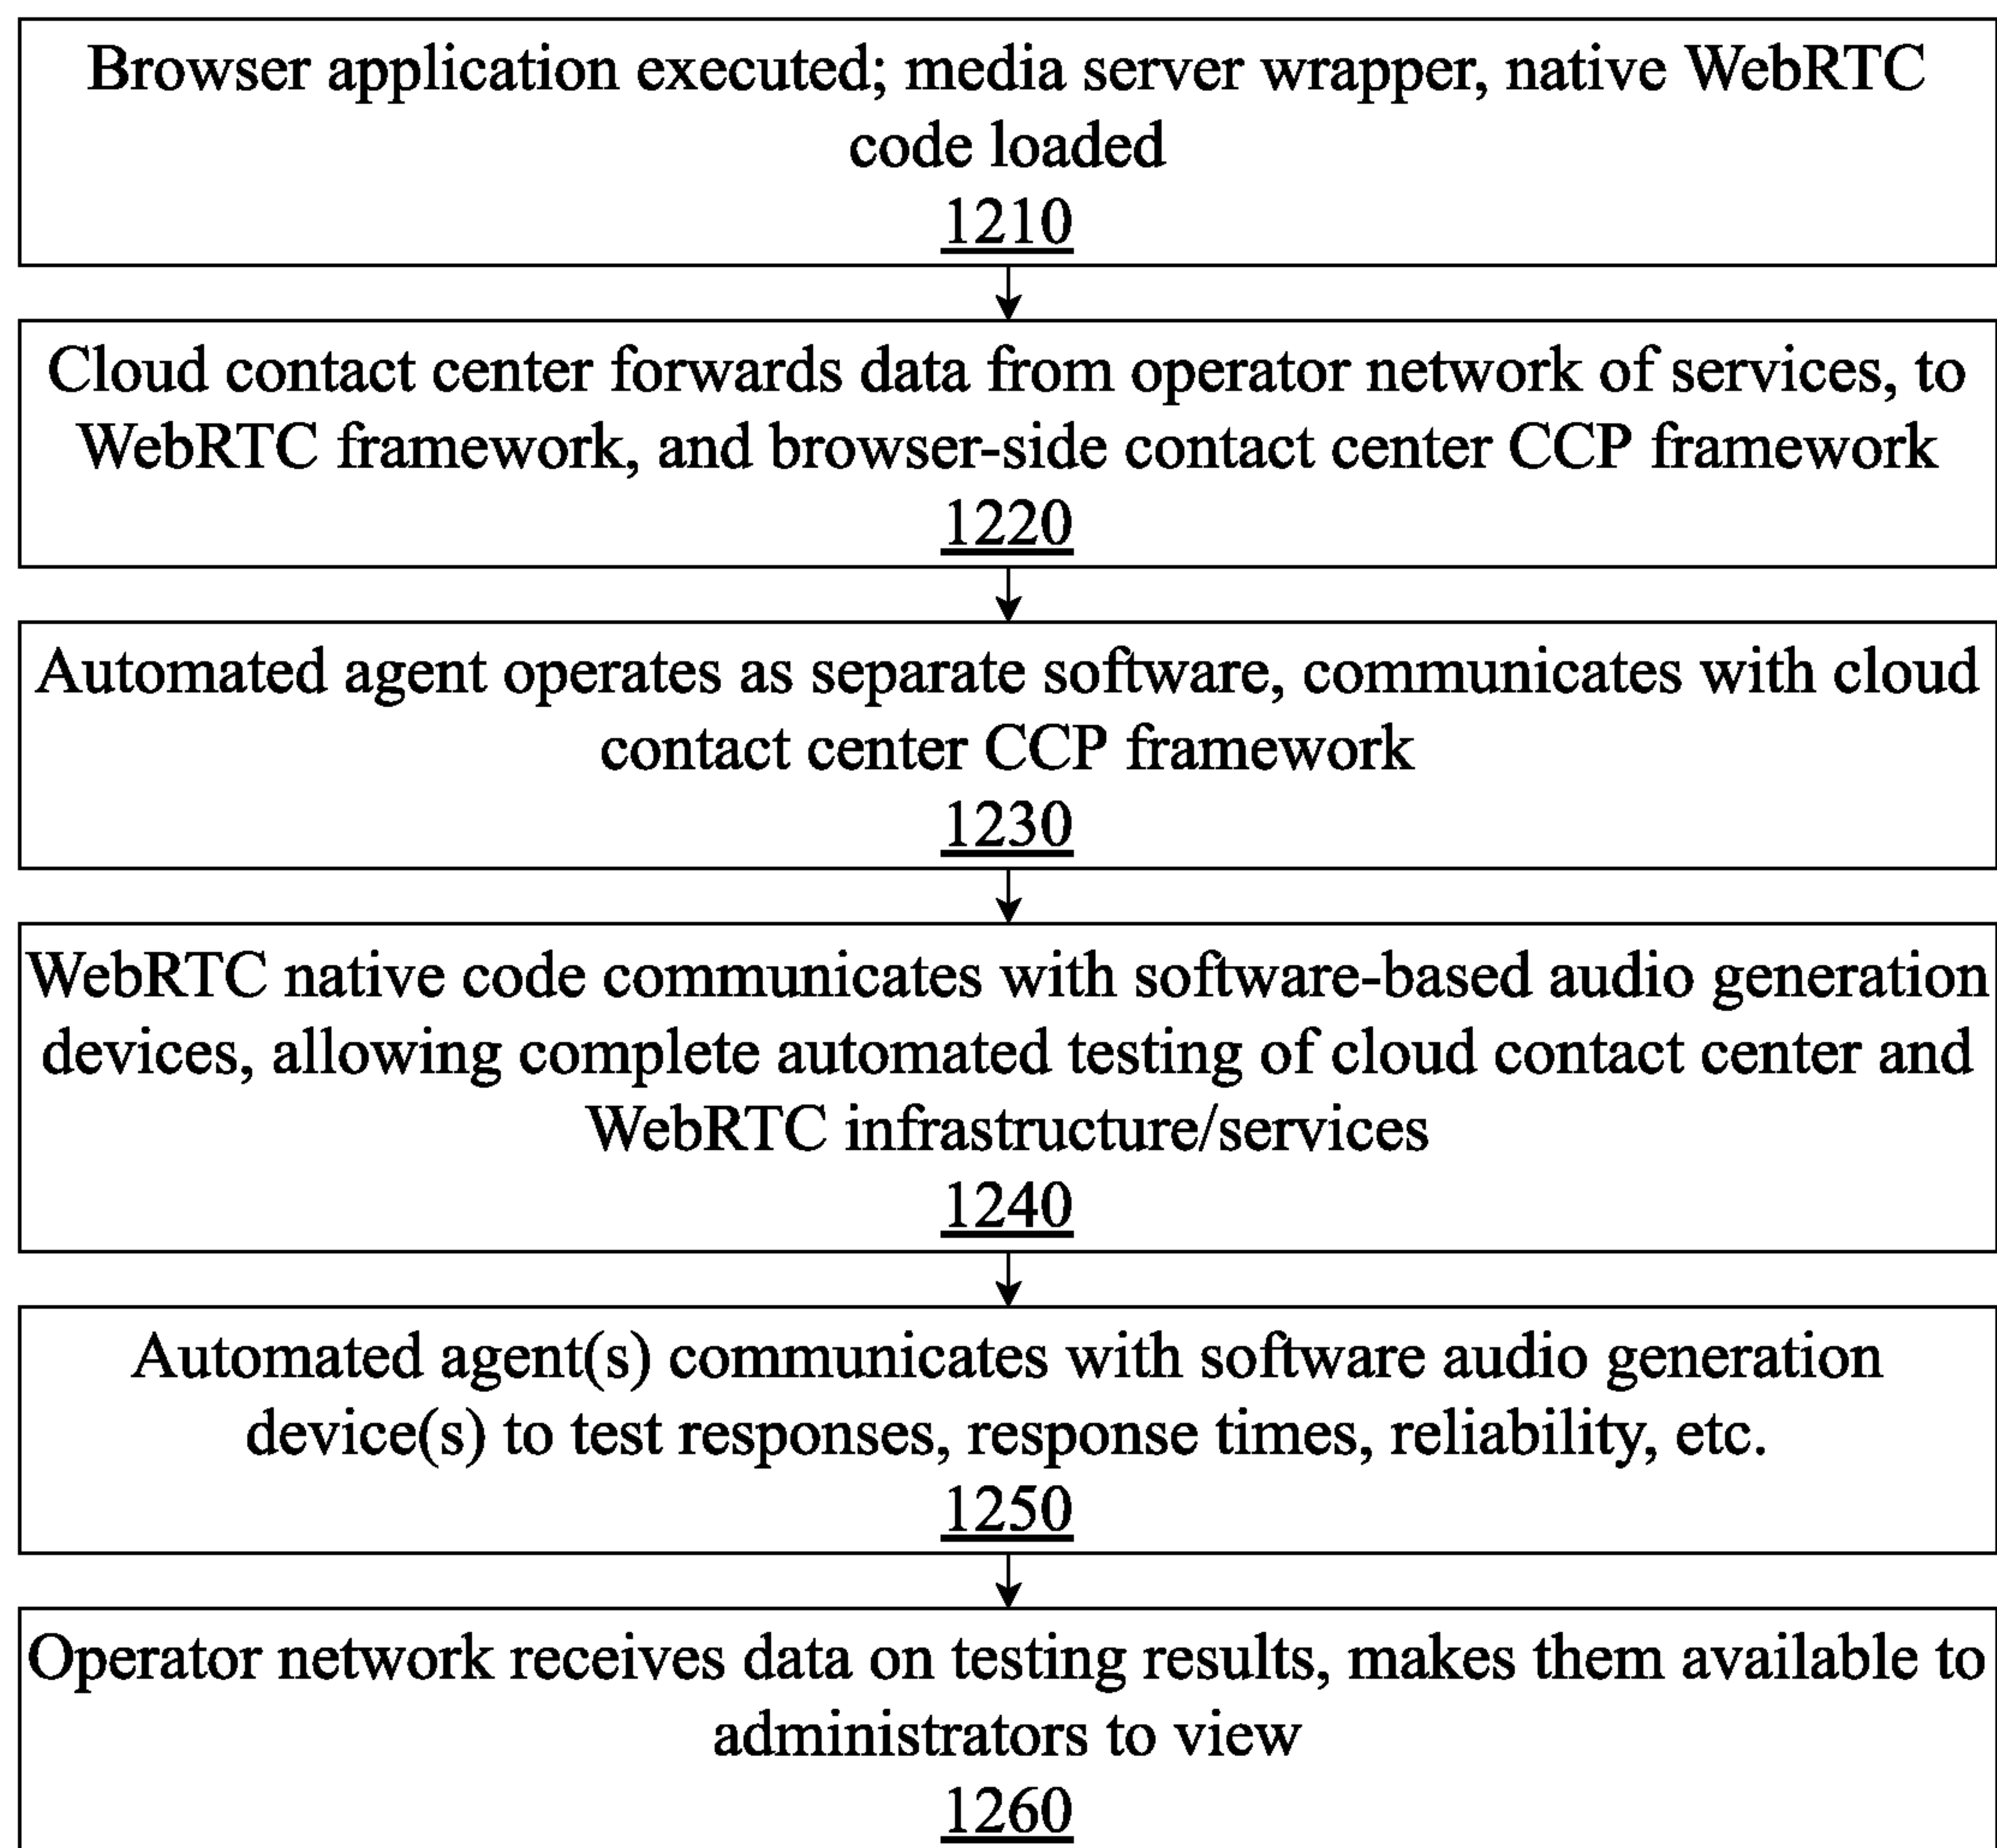 Browser application executed; media server wrapper, native WebRTC
code loaded
1210
Cloud contact center forwards data from operator network of services, to
WebRTC framework, and browser-side contact center CCP framework
1220
Automated agent operates as separate software, communicates with cloud
contact center CCP framework
1230
WebRTC native code communicates with software-based audio generation
devices, allowing complete automated testing of cloud contact center and
WebRTC infrastructure/services
1240
Automated agent(s) communicates with software audio generation
device(s) to test responses, response times, reliability, etc.
1250
Operator network receives data on testing results, makes them available to
administrators to view
1260